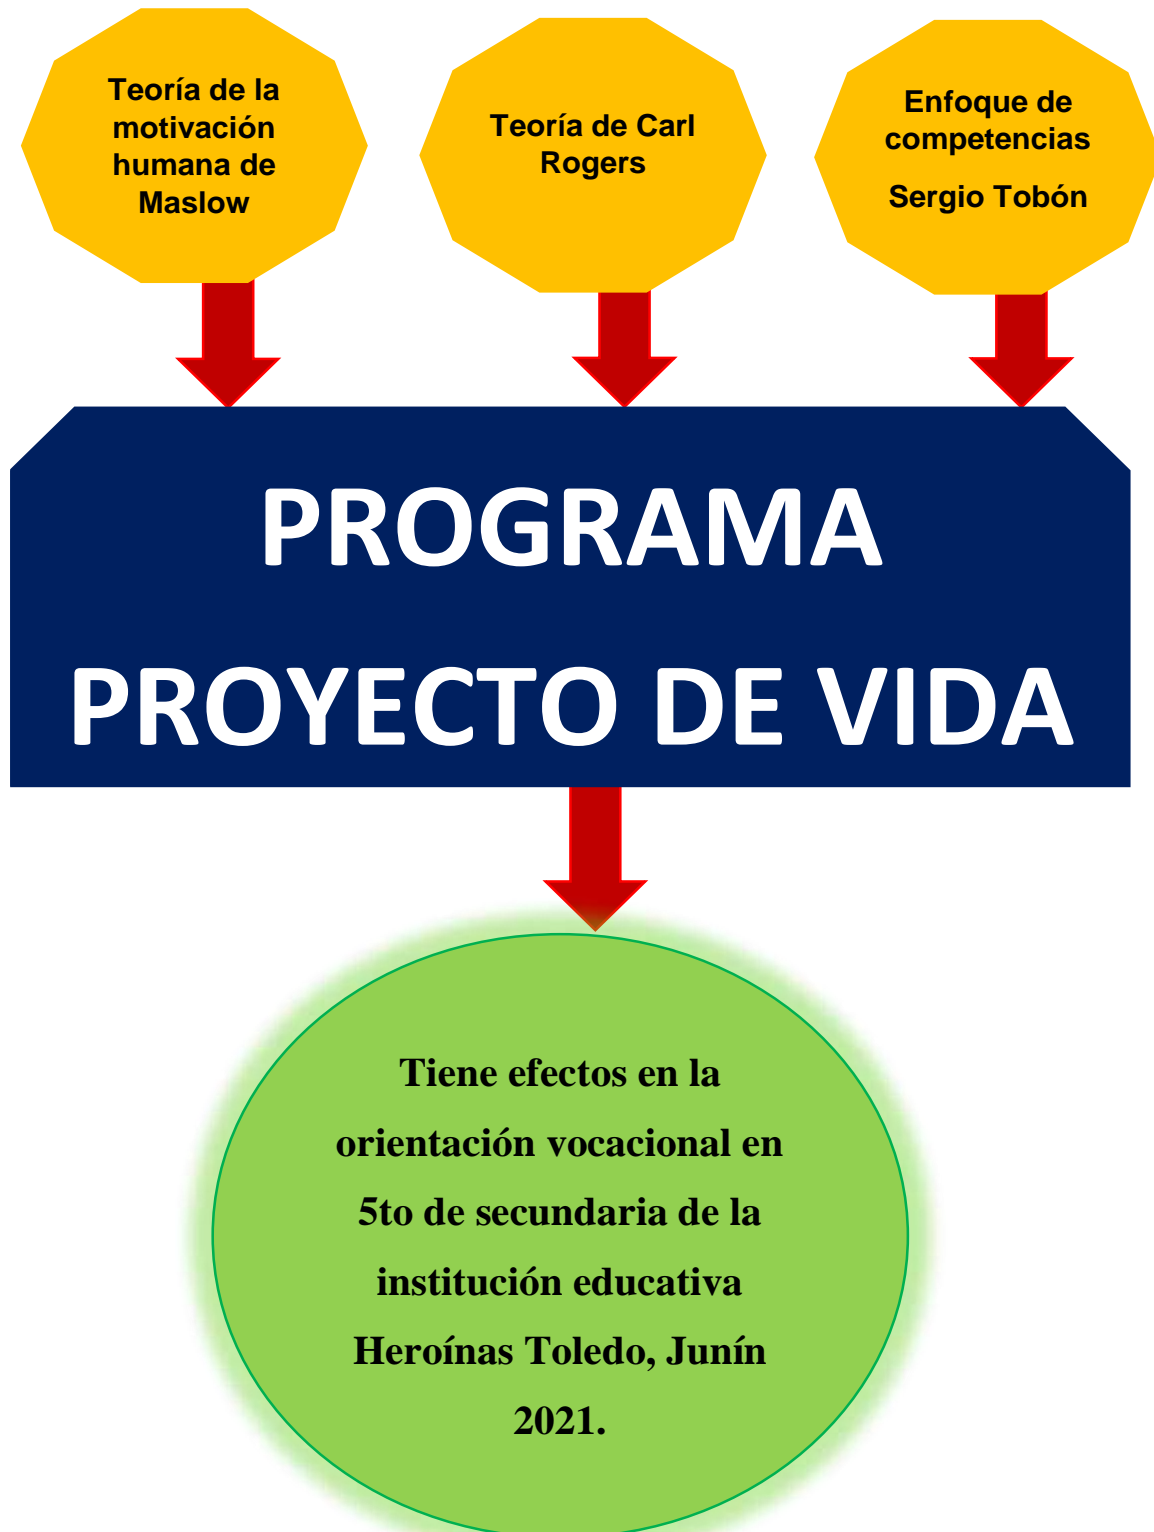 Teoría de la
motivación
humana de
Maslow
Teoría de Carl
Rogers
Enfoque de
competencias
Sergio Tobón
PROGRAMA
PROYECTO DE VIDA
Tiene efectos en la
orientación vocacional en
5to de secundaria de la
institución educativa
Heroínas Toledo, Junín
2021.